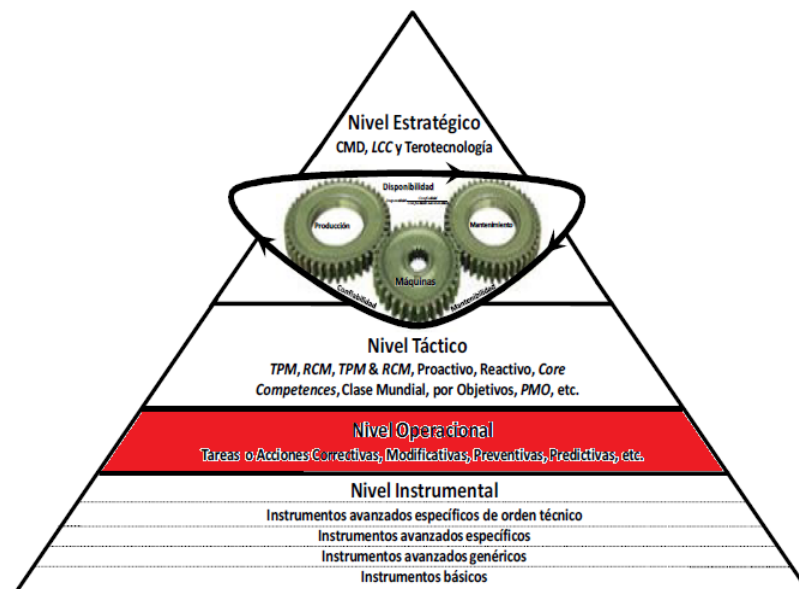 Nivel Estratégico
CMD, LCC y Terotecnología
Disponibilidad
Producción
Mantenimiento
Máquinas
Confiabilidad
Mantenibilidad
Nivel Táctico
TPM, RCM, TPM & RCM, Proactivo, Reactivo, Core
Competences, Clase Mundial, por Objetivos, PMO, etc.
Nivel Operacional
Tareas o Acciones Correctivas, Modificativas, Preventivas, Predictivas, etc.
Nivel Instrumental
Instrumentos avanzados específicos de orden técnico
Instrumentos avanzados específicos
Instrumentos avanzados genéricos
Instrumentos básicos